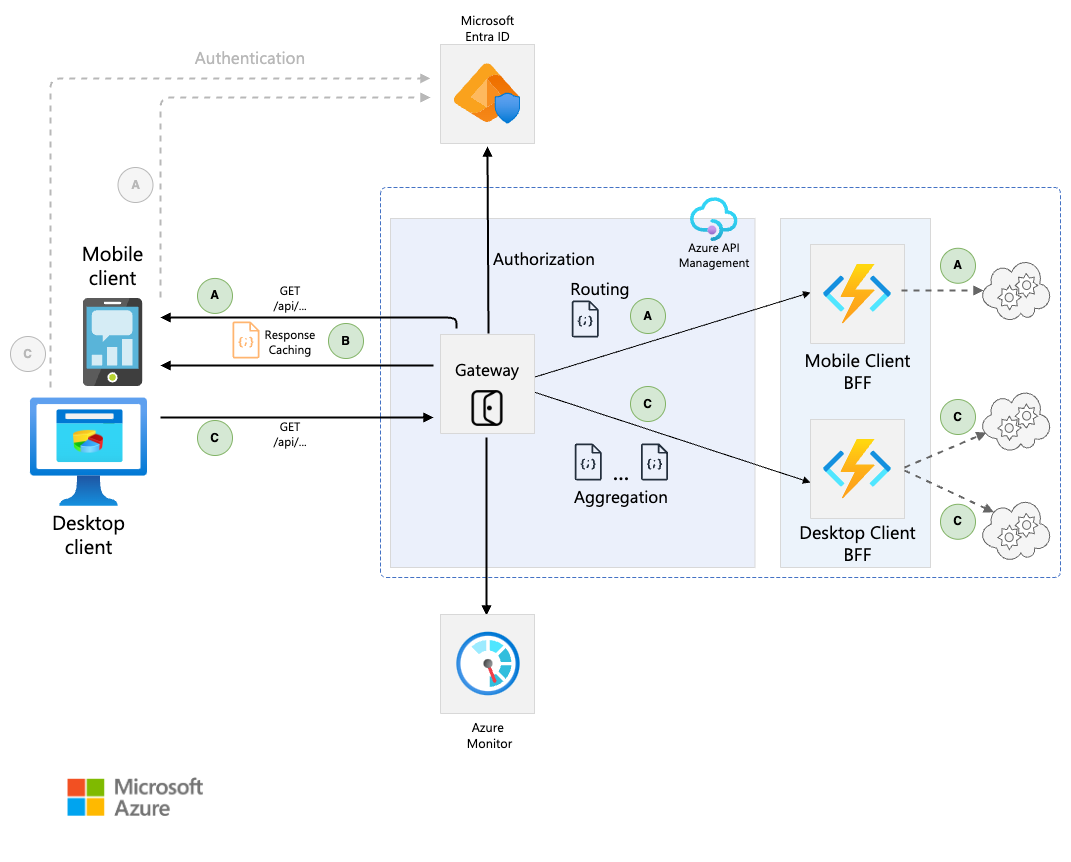 Microsoft
Entra ID
Authentication
A
Mobile
client
Azure API
Management
Authorization
A
GET
/api/...
Routing
{;}
A
A
{;}
Response
Caching
B
C
Gateway
Mobile Client
BFF
C
GET
/api/...
C
{;}
...
{;}
Aggregation
C
C
Desktop
client
Desktop Client
BFF
Azure
Monitor
Microsoft
Azure